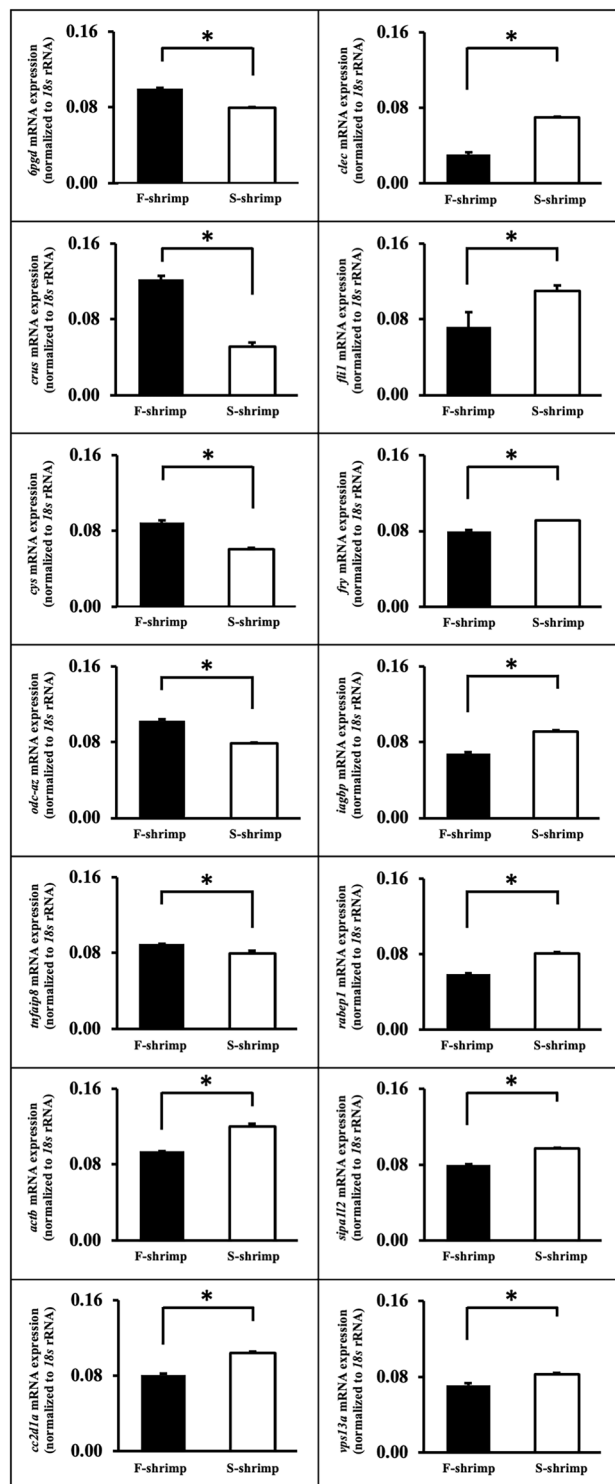 6pgd mRNA expression
(normalized to 18s rRNA)
0.16
0.08
0.00
*
F-shrimp S-shrimp
clec mRNA expression
(normalized to 18s rRNA)
0.16
0.08
0.00
*
F-shrimp S-shrimp
crus mRNA expression
(normalized to 18s rRNA)
0.16
0.08
0.00
*
F-shrimp S-shrimp
fli1 mRNA expression
(normalized to 18s rRNA)
0.16
0.08
0.00
*
F-shrimp S-shrimp
cys mRNA expression
(normalized to 18s rRNA)
0.16
0.08
0.00
*
F-shrimp S-shrimp
fry mRNA expression
(normalized to 18s rRNA)
0.16
0.08
0.00
*
F-shrimp S-shrimp
odc-az mRNA expression
(normalized to 18s rRNA)
0.16
0.08
0.00
*
F-shrimp S-shrimp
iagbp mRNA expression
(normalized to 18s rRNA)
0.16
0.08
0.00
*
F-shrimp S-shrimp
tnfaip8 mRNA expression
(normalized to 18s rRNA)
0.16
0.08
0.00
*
F-shrimp S-shrimp
rabep1 mRNA expression
(normalized to 18s rRNA)
0.16
0.08
0.00
*
F-shrimp S-shrimp
actb mRNA expression
(normalized to 18s rRNA)
0.16
0.08
0.00
*
F-shrimp S-shrimp
sipa1l2 mRNA expression
(normalized to 18s rRNA)
0.16
0.08
0.00
*
F-shrimp S-shrimp
cc2d1a mRNA expression
(normalized to 18s rRNA)
0.16
0.08
0.00
*
F-shrimp S-shrimp
vps13a mRNA expression
(normalized to 18s rRNA)
0.16
0.08
0.00
*
F-shrimp S-shrimp